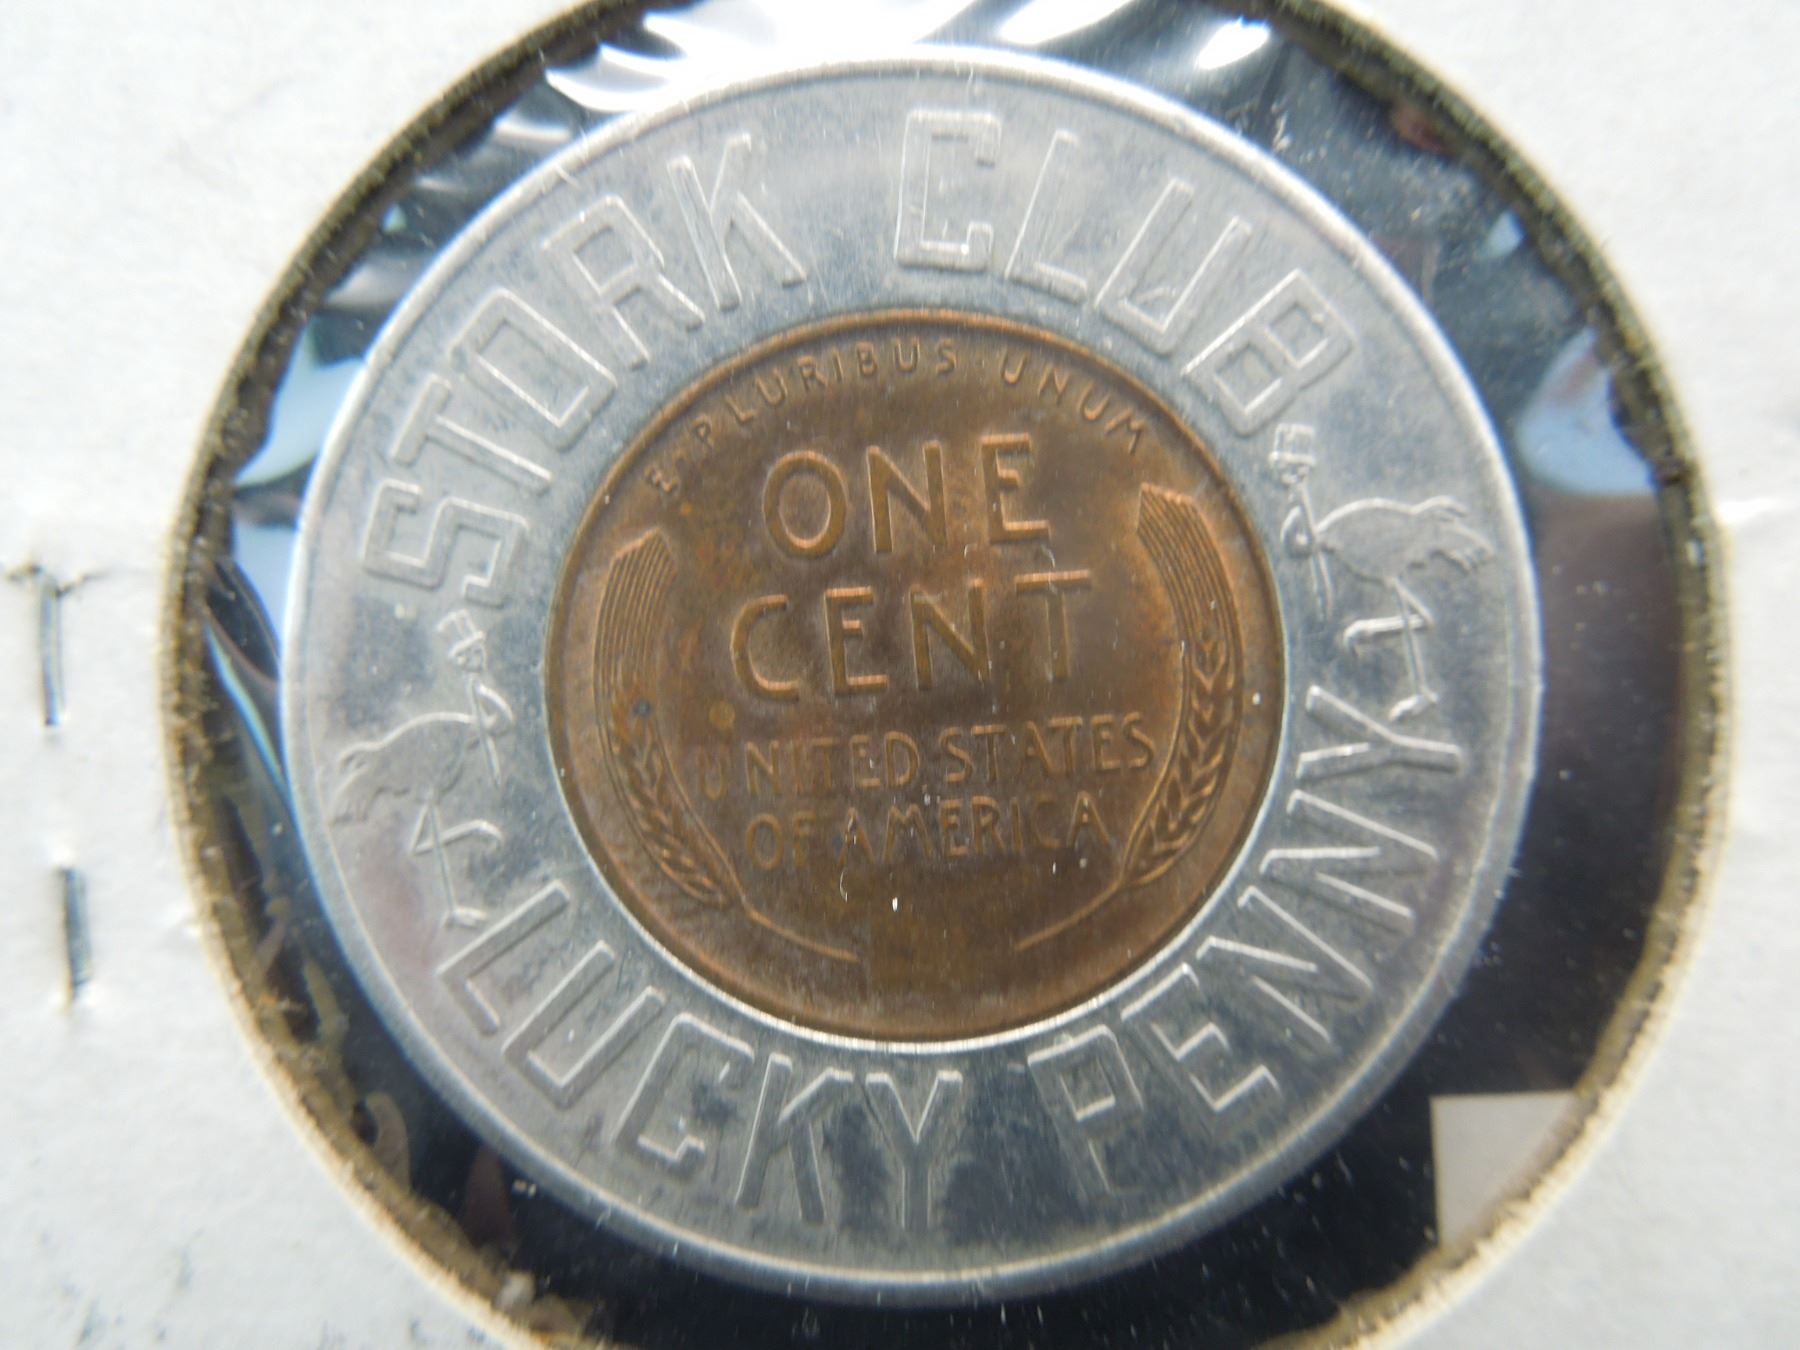 STORK CLUB
E·PLURIBUS·UNUM
ONE
CENT
UNITED STATES
OF AMERICA
LUCKY PENNY